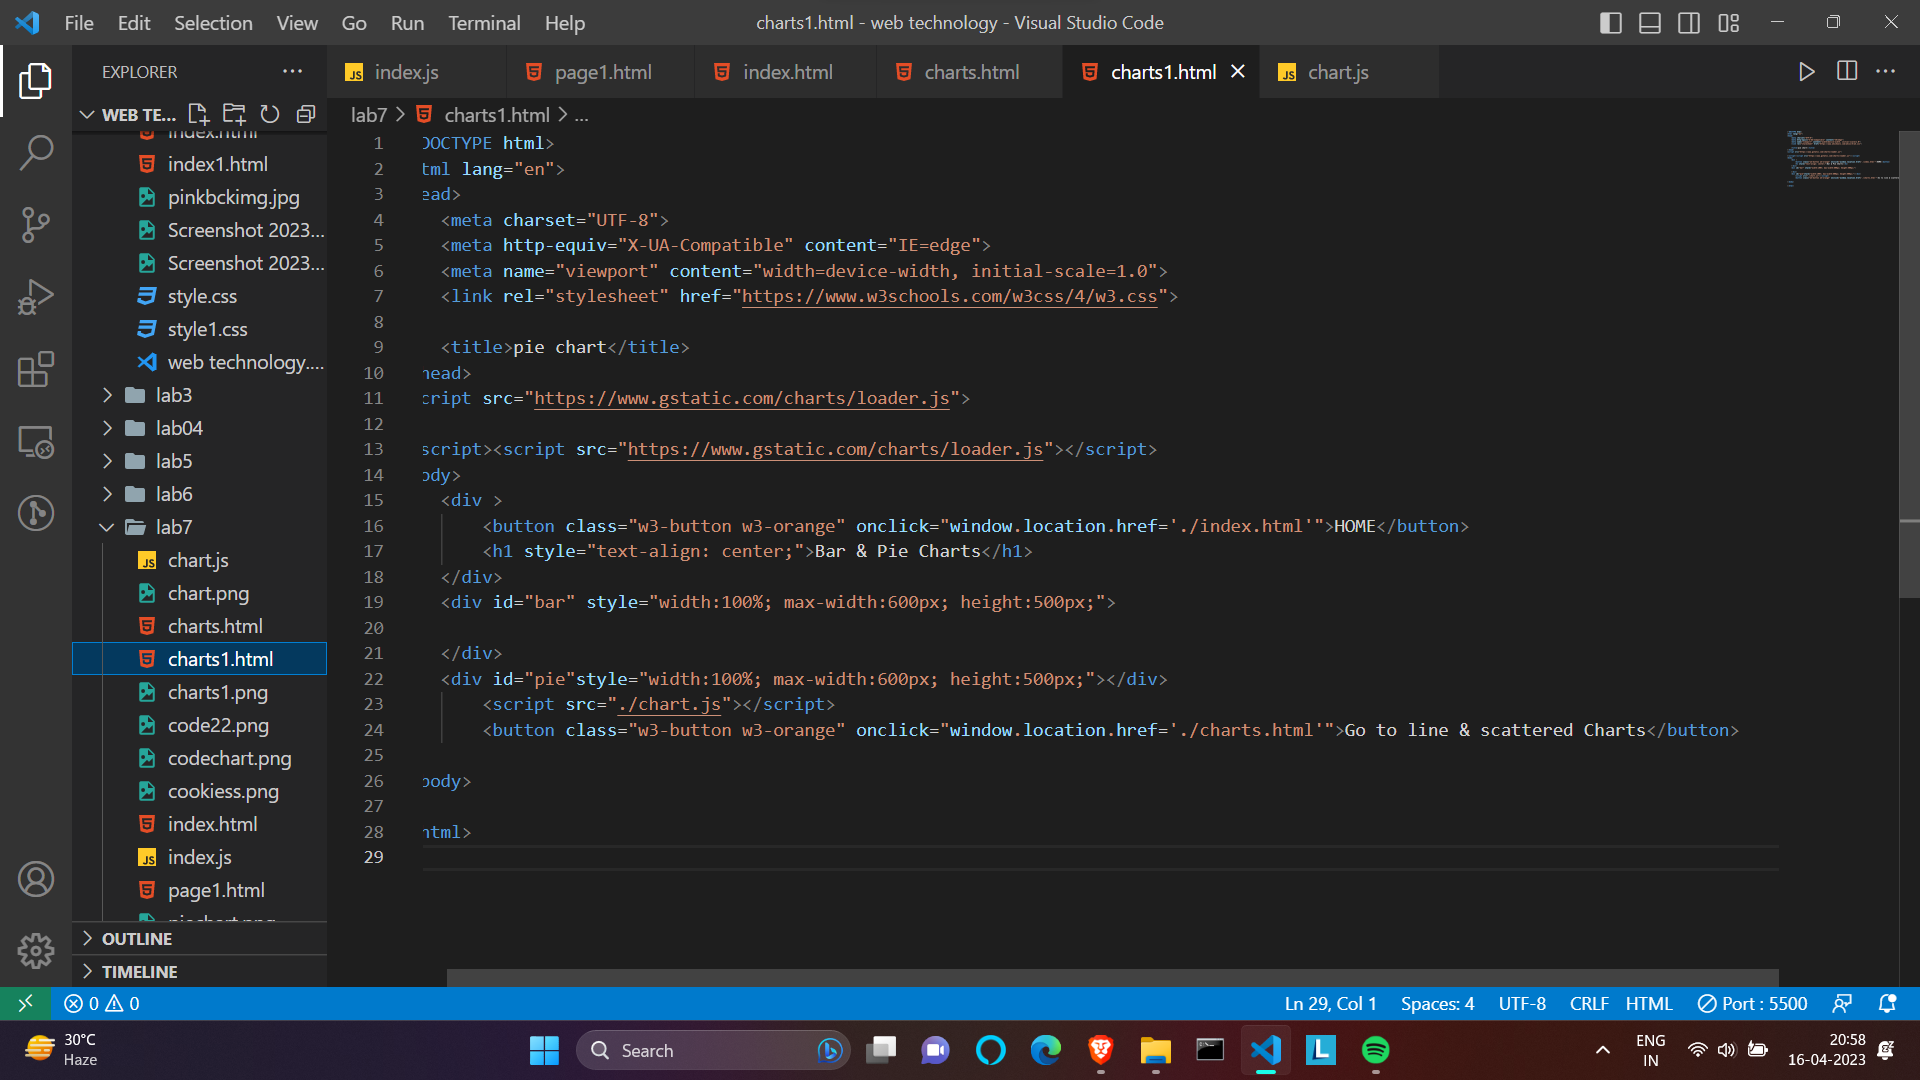 File Edit Selection View Go Run Terminal Help
charts1.html - web technology - Visual Studio Code
EXPLORER
WEB TE...
index.html
index1.html
pinkbckimg.jpg
Screenshot 2023...
Screenshot 2023...
style.css
style1.css
web technology....
lab3
lab04
lab5
lab6
lab7
chart.js
chart.png
charts.html
charts1.html
charts1.png
code22.png
codechart.png
cookiess.png
index.html
index.js
page1.html
OUTLINE
TIMELINE
index.js page1.html index.html charts.html charts1.html chart.js
lab7 > charts1.html > ...
1 DOCTYPE html>
2 tml lang="en">
3 ead>
4 <meta charset="UTF-8">
5 <meta http-equiv="X-UA-Compatible" content="IE=edge">
6 <meta name="viewport" content="width=device-width, initial-scale=1.0">
7 <link rel="stylesheet" href="https://www.w3schools.com/w3css/4/w3.css">
8
9 <title>pie chart</title>
10 head>
11 cript src="https://www.gstatic.com/charts/loader.js">
12
13 script><script src="https://www.gstatic.com/charts/loader.js"></script>
14 ody>
15 <div >
16 <button class="w3-button w3-orange" onclick="window.location.href='./index.html'">HOME</button>
17 <h1 style="text-align: center;">Bar & Pie Charts</h1>
18 </div>
19 <div id="bar" style="width:100%; max-width:600px; height:500px;">
20
21 </div>
22 <div id="pie"style="width:100%; max-width:600px; height:500px;"></div>
23 <script src="./chart.js"></script>
24 <button class="w3-button w3-orange" onclick="window.location.href='./charts.html'">Go to line & scattered Charts</button>
25
26 body>
27
28 html>
29
0 0
Ln 29, Col 1 Spaces: 4 UTF-8 CRLF HTML Port : 5500
30°C
Haze
Search
ENG
IN
20:58
16-04-2023